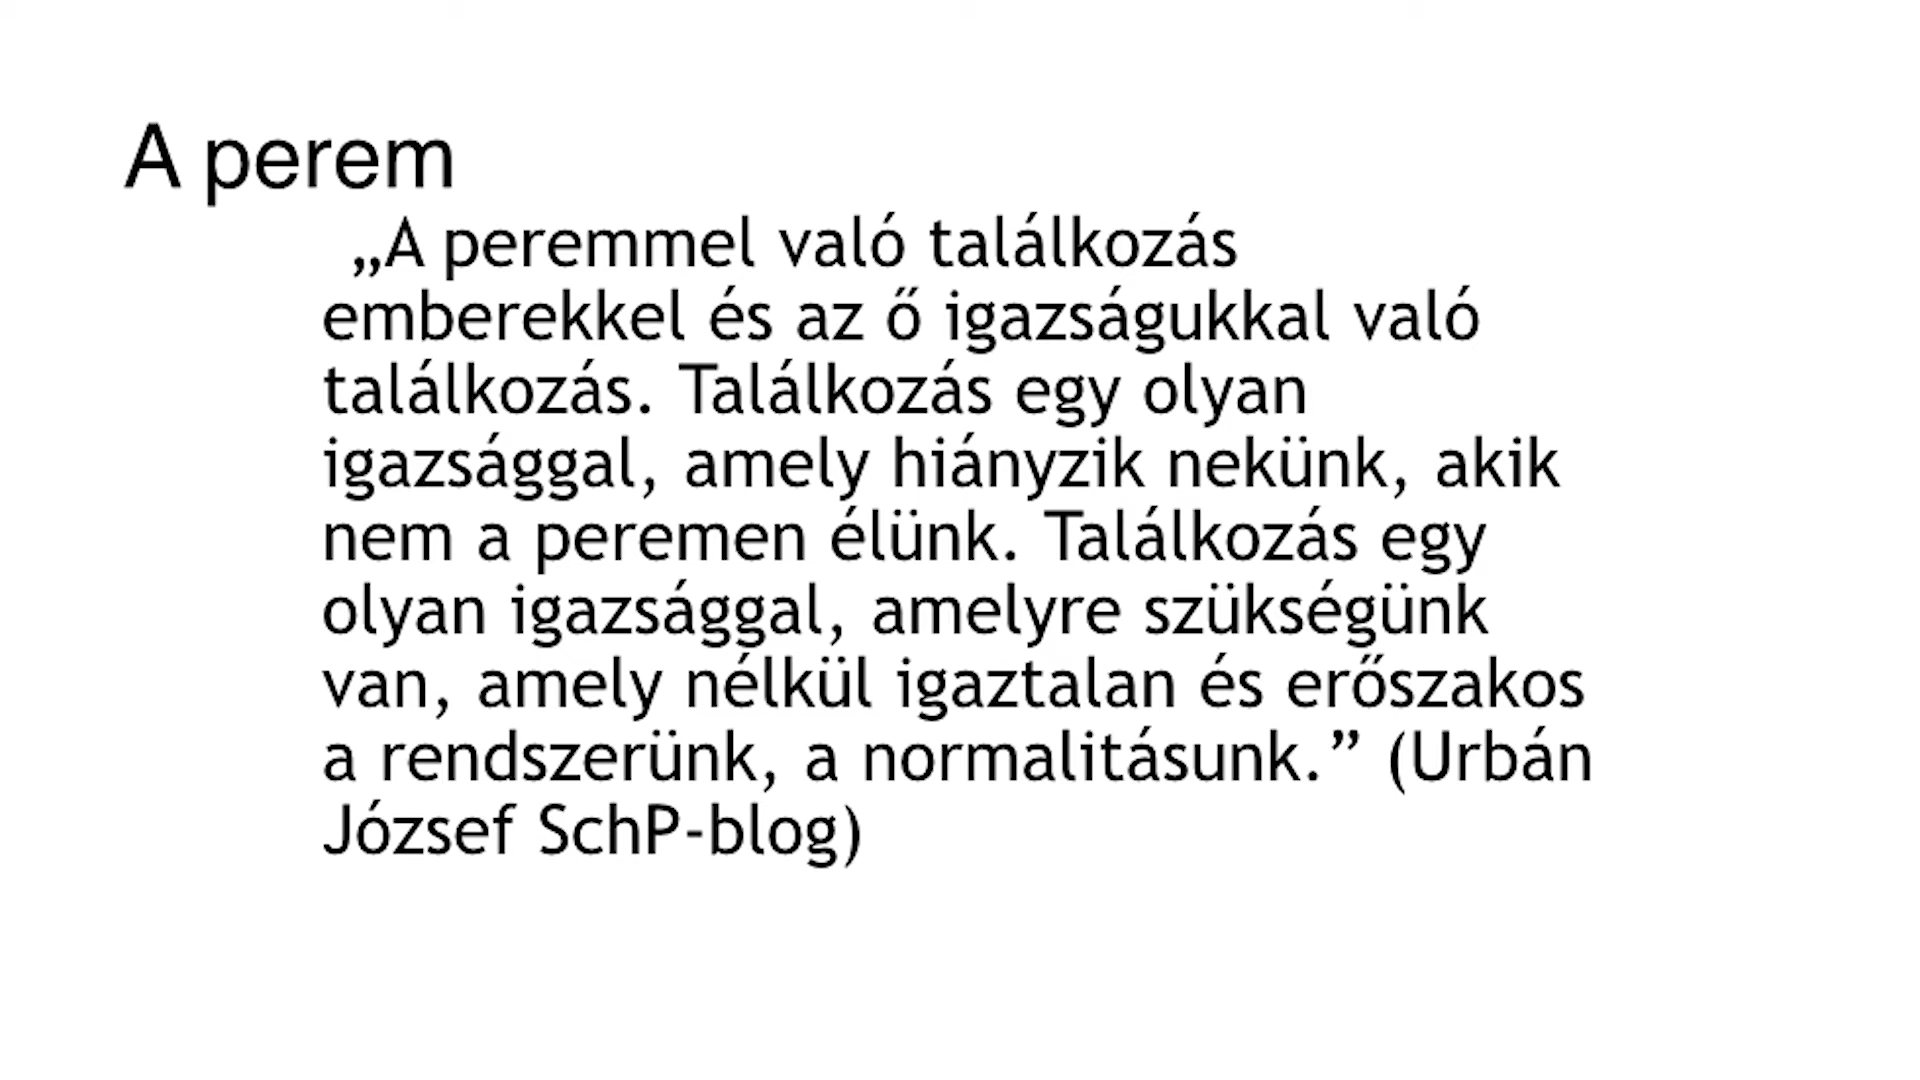 A perem
„A peremmel való találkozás
emberekkel és az ő igazságukkal való
találkozás. Találkozás egy olyan
igazsággal, amely hiányzik nekünk, akik
nem a peremen élünk. Találkozás egy
olyan igazsággal, amelyre szükségünk
van, amely nélkül igaztalan és erőszakos
a rendszerünk, a normalitásunk.” (Urbán
József SchP-blog)